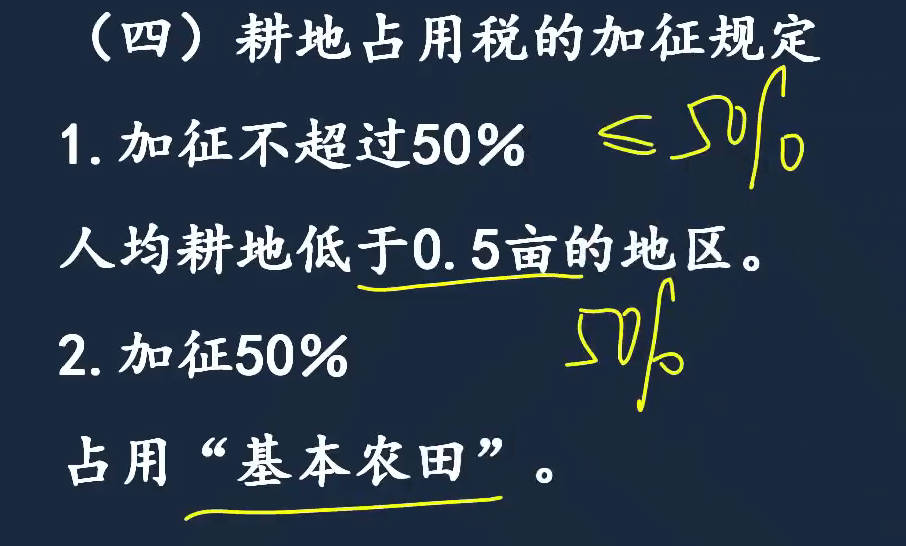 （四）耕地占用税的加征规定
1.加征不超过50% ≤50%
人均耕地低于0.5亩的地区。
2.加征50% 50%
占用“基本农田”。